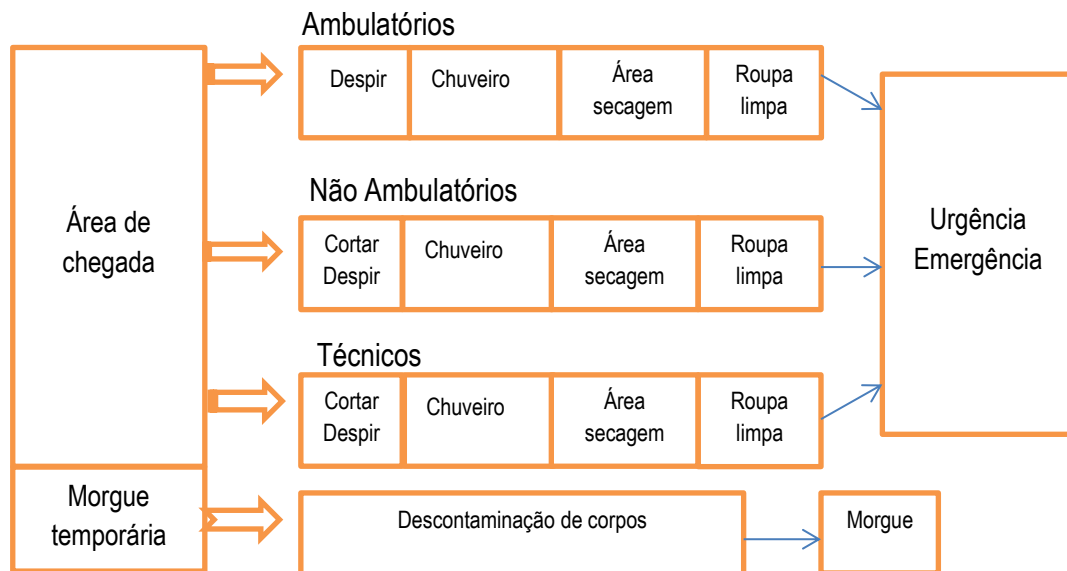 Ambulatórios
Despir
Chuveiro
Área
secagem
Roupa
limpa
Área de
chegada
Não Ambulatórios
Cortar
Despir
Chuveiro
Área
secagem
Roupa
limpa
Urgência
Emergência
Técnicos
Cortar
Despir
Chuveiro
Área
secagem
Roupa
limpa
Morgue
temporária
Descontaminação de corpos
Morgue